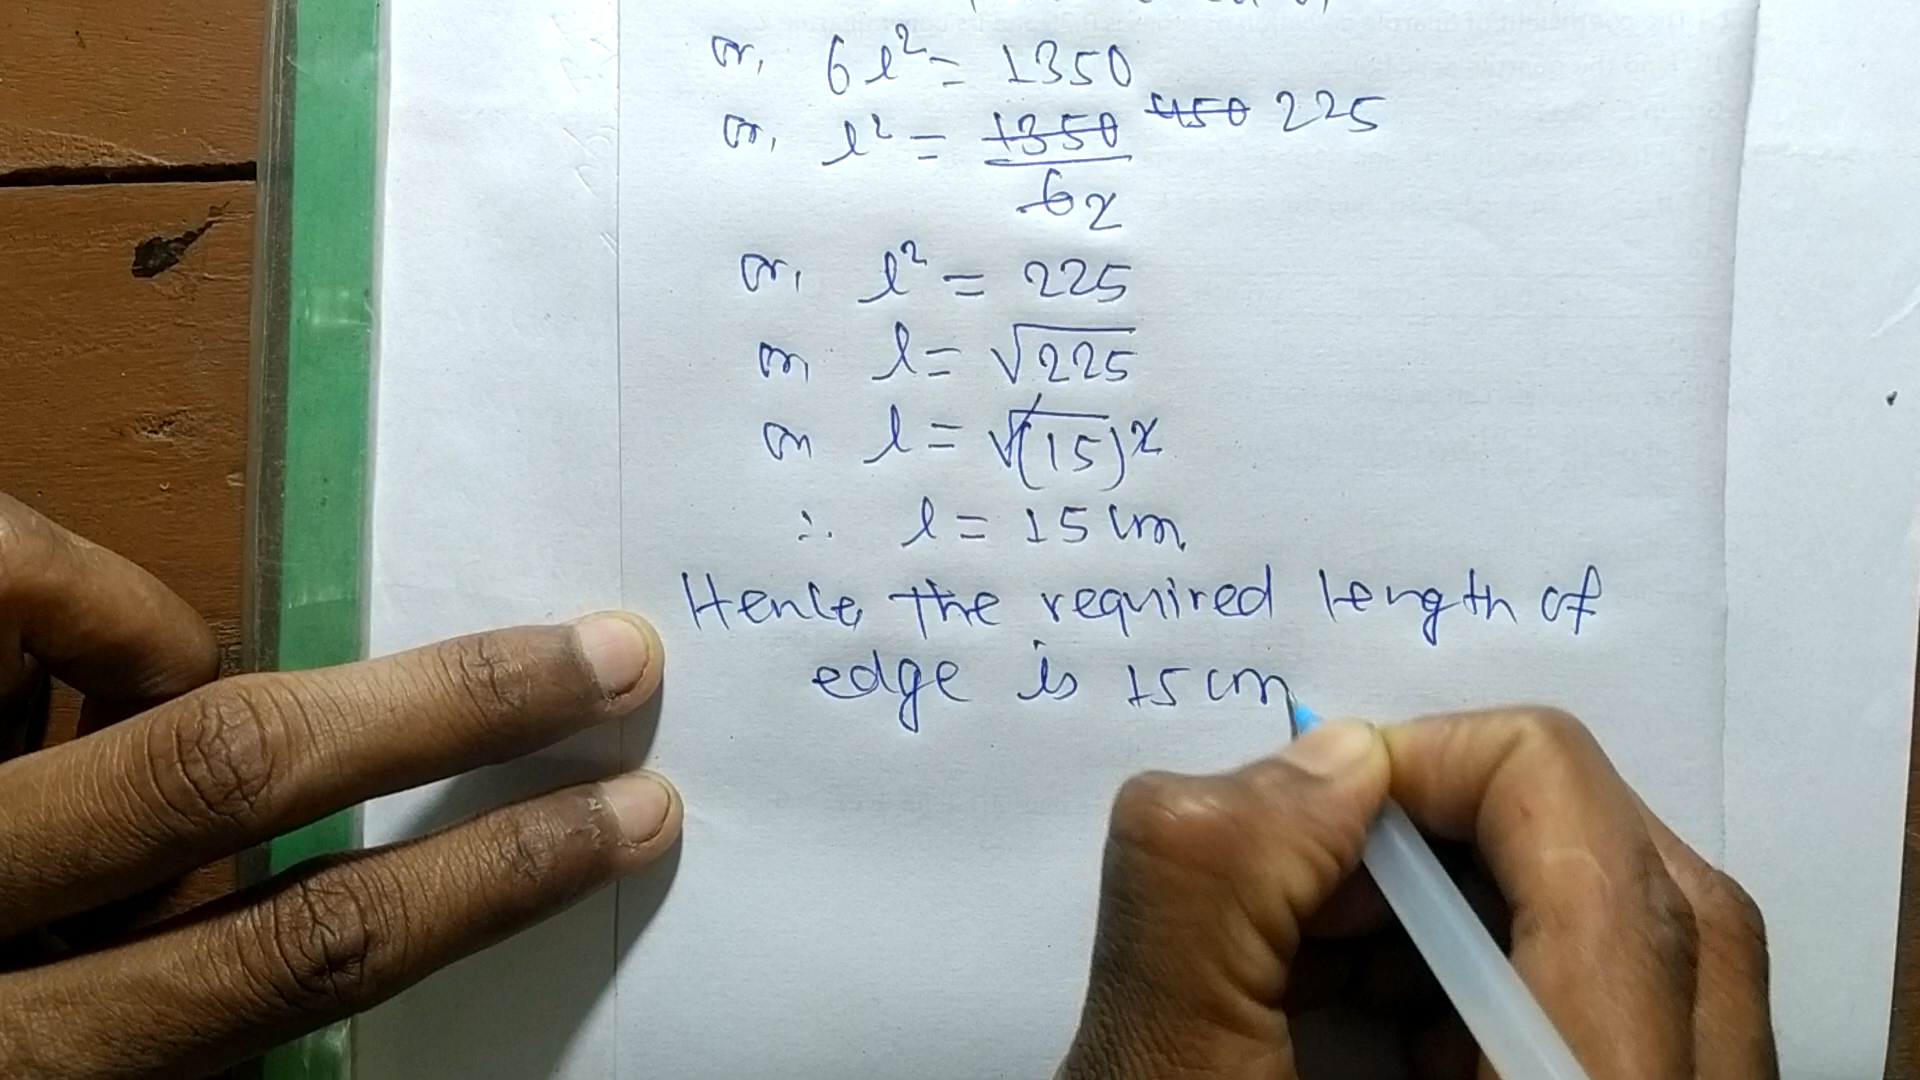 or, 6l² = 1350
or, l² = 1350/6 450 225 2
or, l² = 225
or l = √225
or l = √(15)²
∴ l = 15 cm
Hence, the required length of
edge is 15 cm